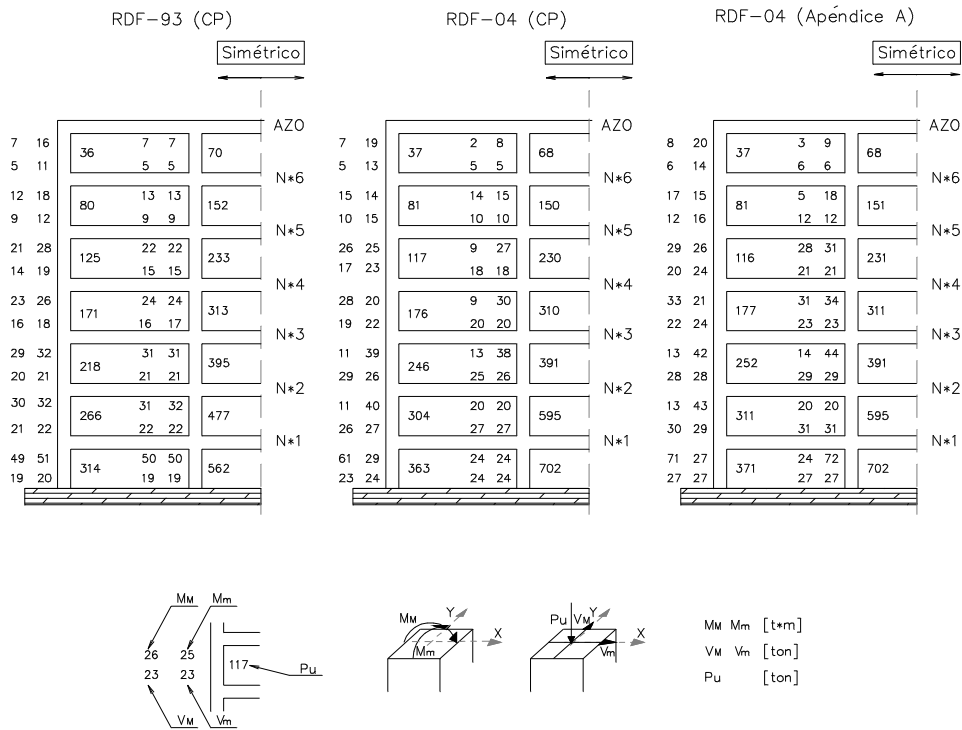 RDF-93 (CP) RDF-04 (CP) RDF-04 (Apéndice A)
Simétrico Simétrico Simétrico
AZO AZO AZO
7 16 36 7 7 70 7 19 37 2 8 68 8 20 37 3 9 68
5 11 5 5 5 13 5 5 6 14 6 6
N*6 N*6 N*6
12 18 80 13 13 152 15 14 81 14 15 150 17 15 81 5 18 151
9 12 9 9 10 15 10 10 12 16 12 12
N*5 N*5 N*5
21 28 125 22 22 233 26 25 117 9 27 230 29 26 116 28 31 231
14 19 15 15 17 23 18 18 20 24 21 21
N*4 N*4 N*4
23 26 171 24 24 313 28 20 176 9 30 310 33 21 177 31 34 311
16 18 16 17 19 22 20 20 22 24 23 23
N*3 N*3 N*3
29 32 218 31 31 395 11 39 246 13 38 391 13 42 252 14 44 391
20 21 21 21 29 26 25 26 28 28 29 29
N*2 N*2 N*2
30 32 266 31 32 477 11 40 304 20 20 595 13 43 311 20 20 595
21 22 22 22 26 27 27 27 30 29 31 31
N*1 N*1 N*1
49 51 314 50 50 562 61 29 363 24 24 702 71 27 371 24 72 702
19 20 19 19 23 24 24 24 27 27 27 27
MM Mm
26 25 117 Pu
23 23
VM Vm
MM Y X
Mm
Pu VM Y X
Vm
MM Mm [t*m]
VM Vm [ton]
Pu [ton]